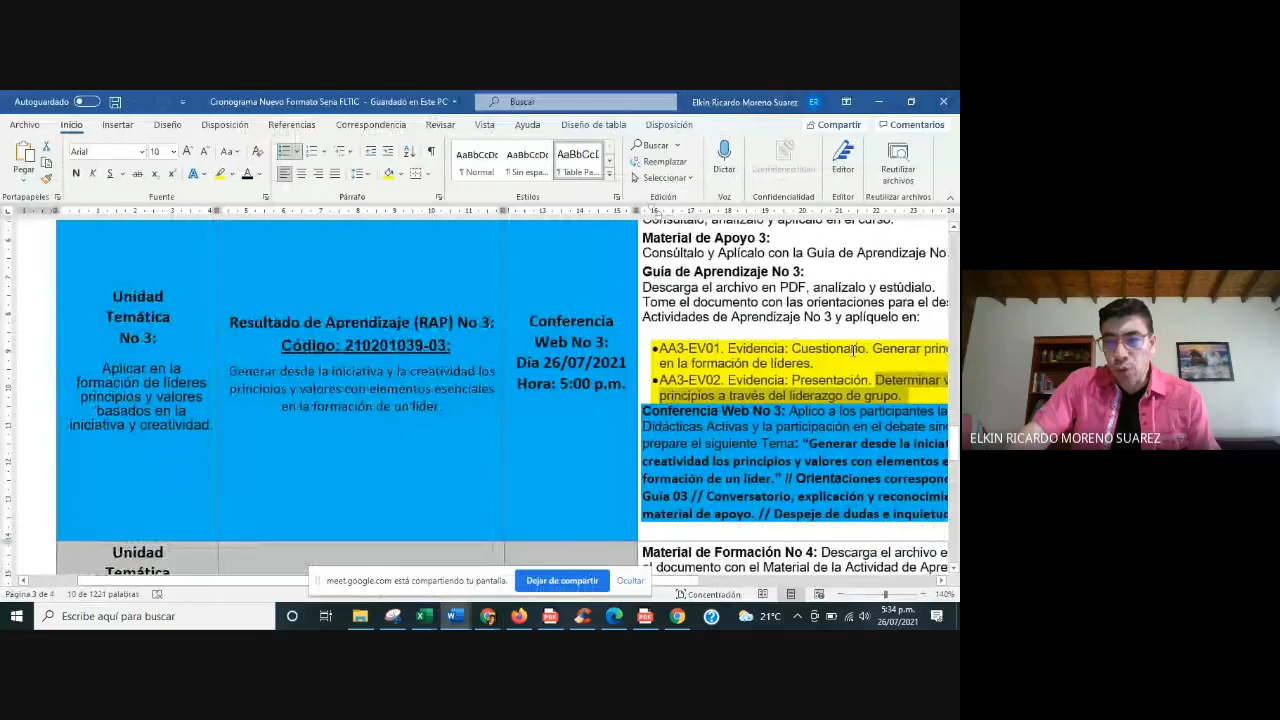 Autoguardado
Cronograma Nuevo Formato Sena FLTIC - Guardado en Este PC
Buscar
Elkin Ricardo Moreno Suarez
ER
Archivo Inicio Insertar Diseño Disposición Referencias Correspondencia Revisar Vista Ayuda Diseño de tabla Disposición
Compartir Comentarios
Pegar
Arial 10
N K S
AaBbCcDc AaBbCcDc AaBbCcI
¶ Normal ¶ Sin espa... ¶ Table Pa...
Buscar
Reemplazar
Seleccionar
Dictar
Confidencialidad
Editor
Reutilizar archivos
Portapapeles Fuente Párrafo Estilos Edición Voz Confidencialidad Editor Reutilizar archivos
Unidad
Temática
No 3:
Aplicar en la
formación de líderes
principios y valores
basados en la
iniciativa y creatividad.
Resultado de Aprendizaje (RAP) No 3:
Código: 210201039-03:
Generar desde la iniciativa y la creatividad los
principios y valores con elementos esenciales
en la formación de un líder.
Conferencia
Web No 3:
Día 26/07/2021
Hora: 5:00 p.m.
Consúltalo, analízalo y aplícalo en el curso.
Material de Apoyo 3:
Consúltalo y Aplícalo con la Guía de Aprendizaje No
Guía de Aprendizaje No 3:
Descarga el archivo en PDF, analízalo y estúdialo.
Tome el documento con las orientaciones para el de
Actividades de Aprendizaje No 3 y aplíquelo en:
•AA3-EV01. Evidencia: Cuestionario. Generar prin
en la formación de líderes.
•AA3-EV02. Evidencia: Presentación. Determinar v
principios a través del liderazgo de grupo.
Conferencia Web No 3: Aplico a los participantes la
Didácticas Activas y la participación en el debate sin
prepare el siguiente Tema: "Generar desde la inicia
creatividad los principios y valores con elementos e
formación de un líder." // Orientaciones correspon
Guía 03 // Conversatorio, explicación y reconocimie
material de apoyo. // Despeje de dudas e inquietu
Unidad
Temática
Material de Formación No 4: Descarga el archivo e
el documento con el Material de la Actividad de Apre
meet.google.com está compartiendo tu pantalla.
Dejar de compartir
Ocultar
Página 3 de 4
10 de 1221 palabras
Concentración
140%
Escribe aquí para buscar
21°C
5:34 p.m.
26/07/2021
ELKIN RICARDO MORENO SUAREZ